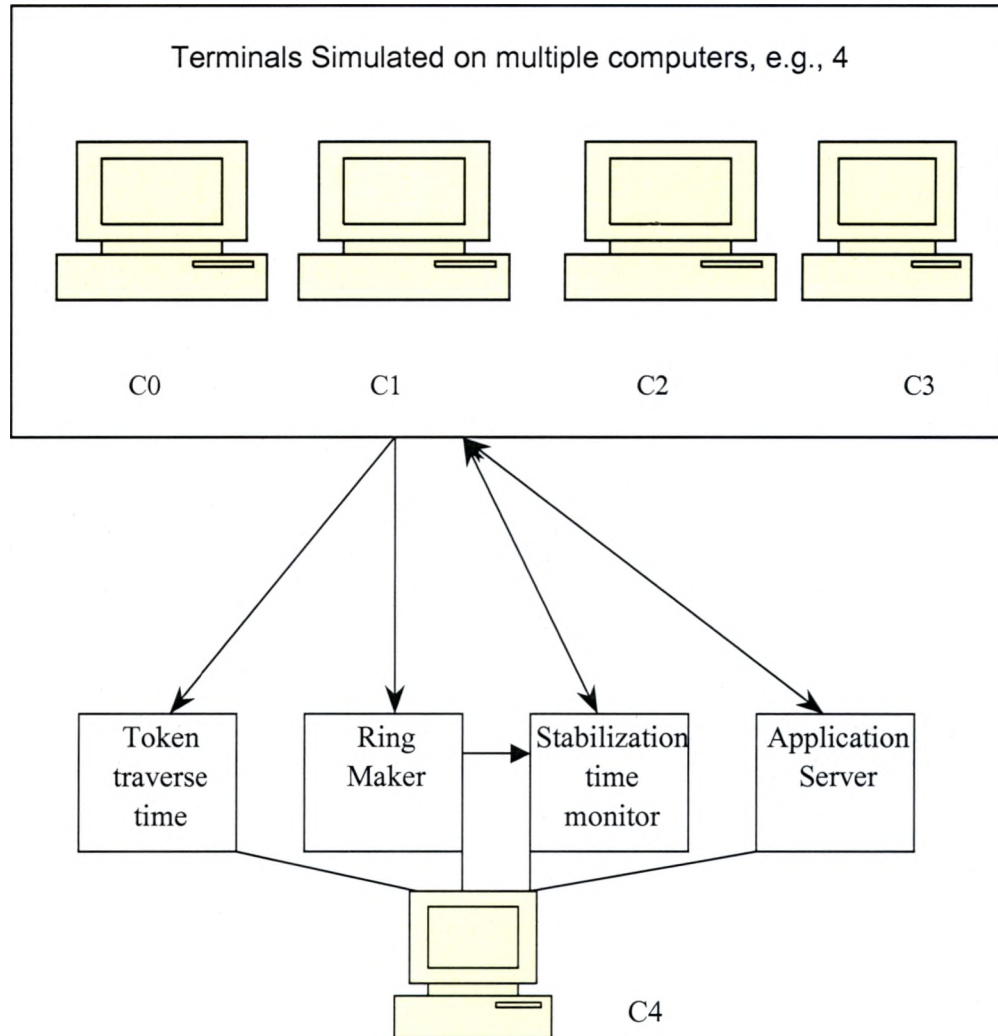 Terminals Simulated on multiple computers, e.g., 4
C0
C1
C2
C3
Token
traverse
time
Ring
Maker
Stabilization
time
monitor
Application
Server
C4